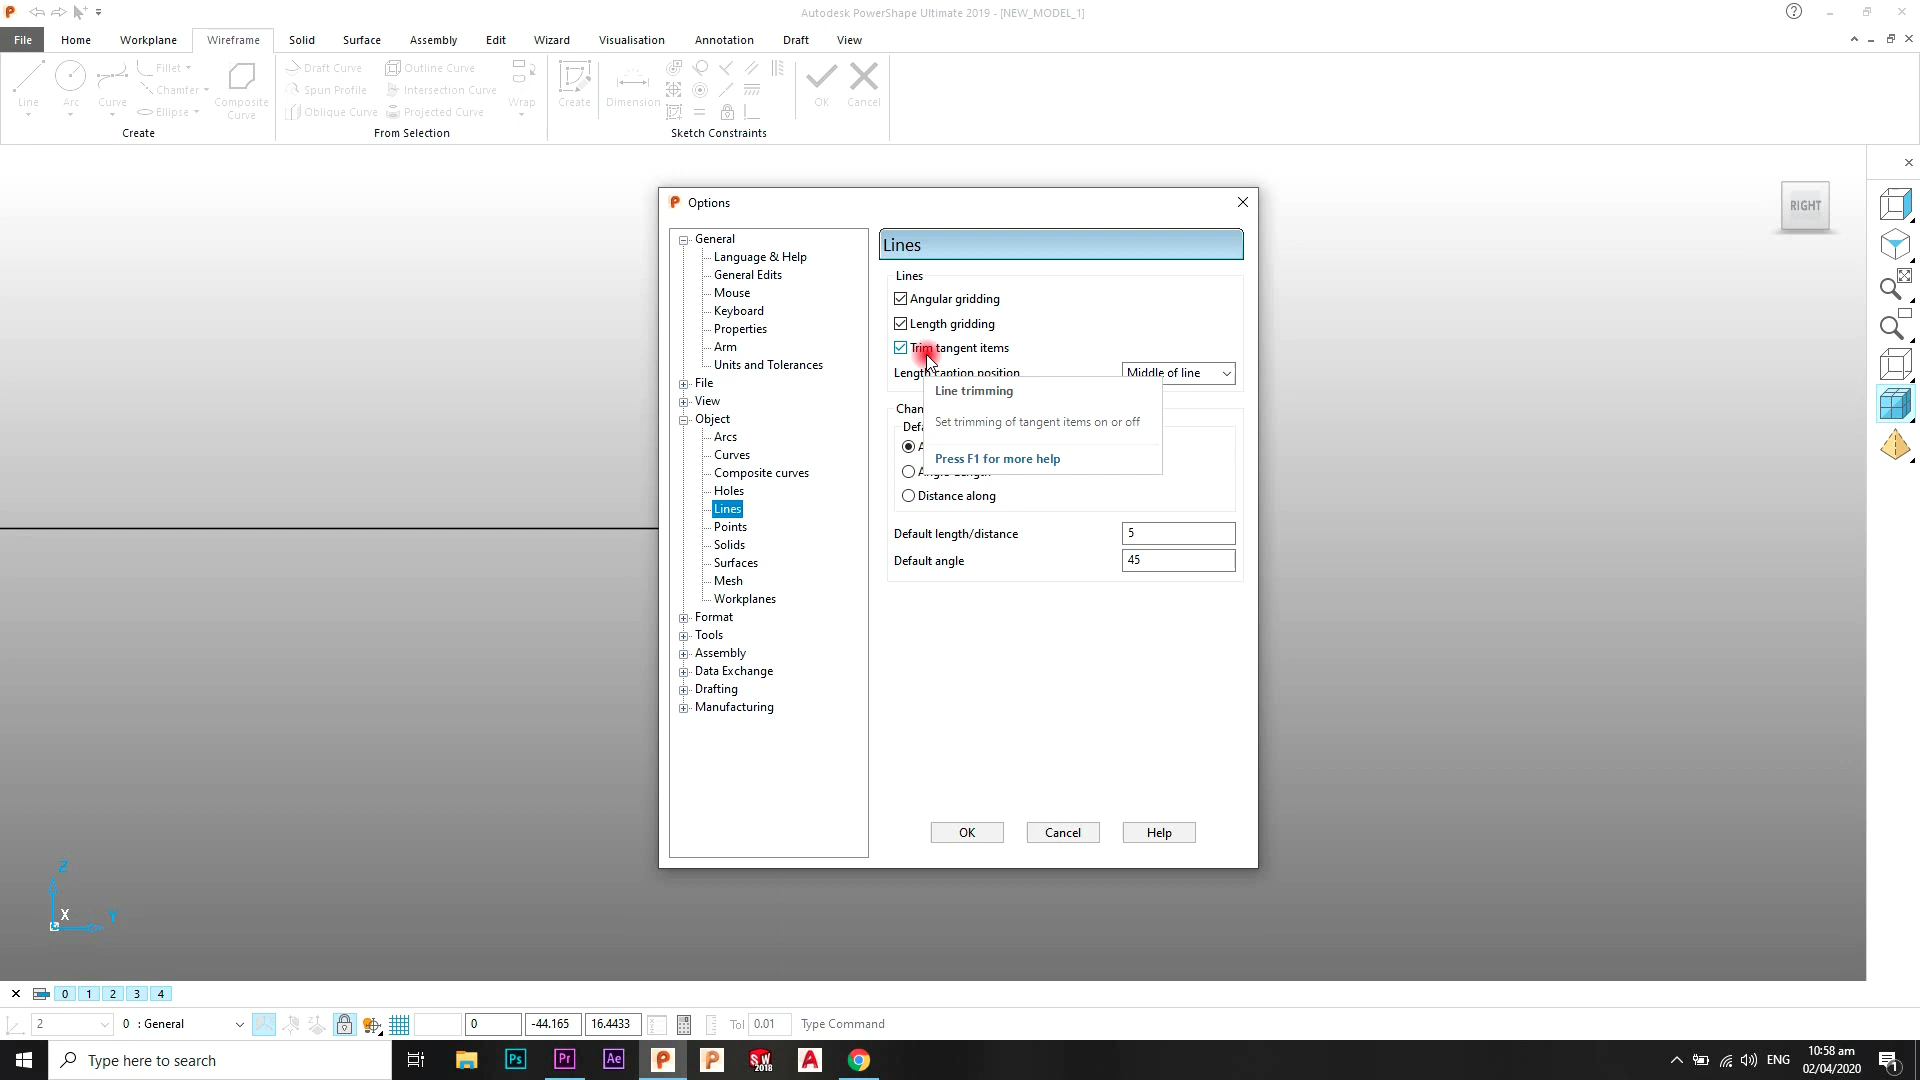 Autodesk PowerShape Ultimate 2019 - [NEW_MODEL_1]
File Home Workplane Wireframe Solid Surface Assembly Edit Wizard Visualisation Annotation Draft View
Line Arc Curve Fillet Chamfer Ellipse Composite Curve
Create
Draft Curve Outline Curve
Spun Profile Intersection Curve
Oblique Curve Projected Curve
Wrap
From Selection
Create Dimension OK Cancel
Sketch Constraints
RIGHT
Options
General
Language & Help
General Edits
Mouse
Keyboard
Properties
Arm
Units and Tolerances
File
View
Object
Arcs
Curves
Composite curves
Holes
Lines
Points
Solids
Surfaces
Mesh
Workplanes
Format
Tools
Assembly
Data Exchange
Drafting
Manufacturing
Lines
Lines
Angular gridding
Length gridding
Trim tangent items
Length caption position Middle of line
Line trimming
Set trimming of tangent items on or off
Press F1 for more help
Distance along
Default length/distance 5
Default angle 45
OK Cancel Help
Z
X
Y
0 1 2 3 4
2 0 : General 0 -44.165 16.4433 Tol 0.01 Type Command
Type here to search
Ps Pr Ae SW 2018 A
ENG
10:58 am
02/04/2020
1